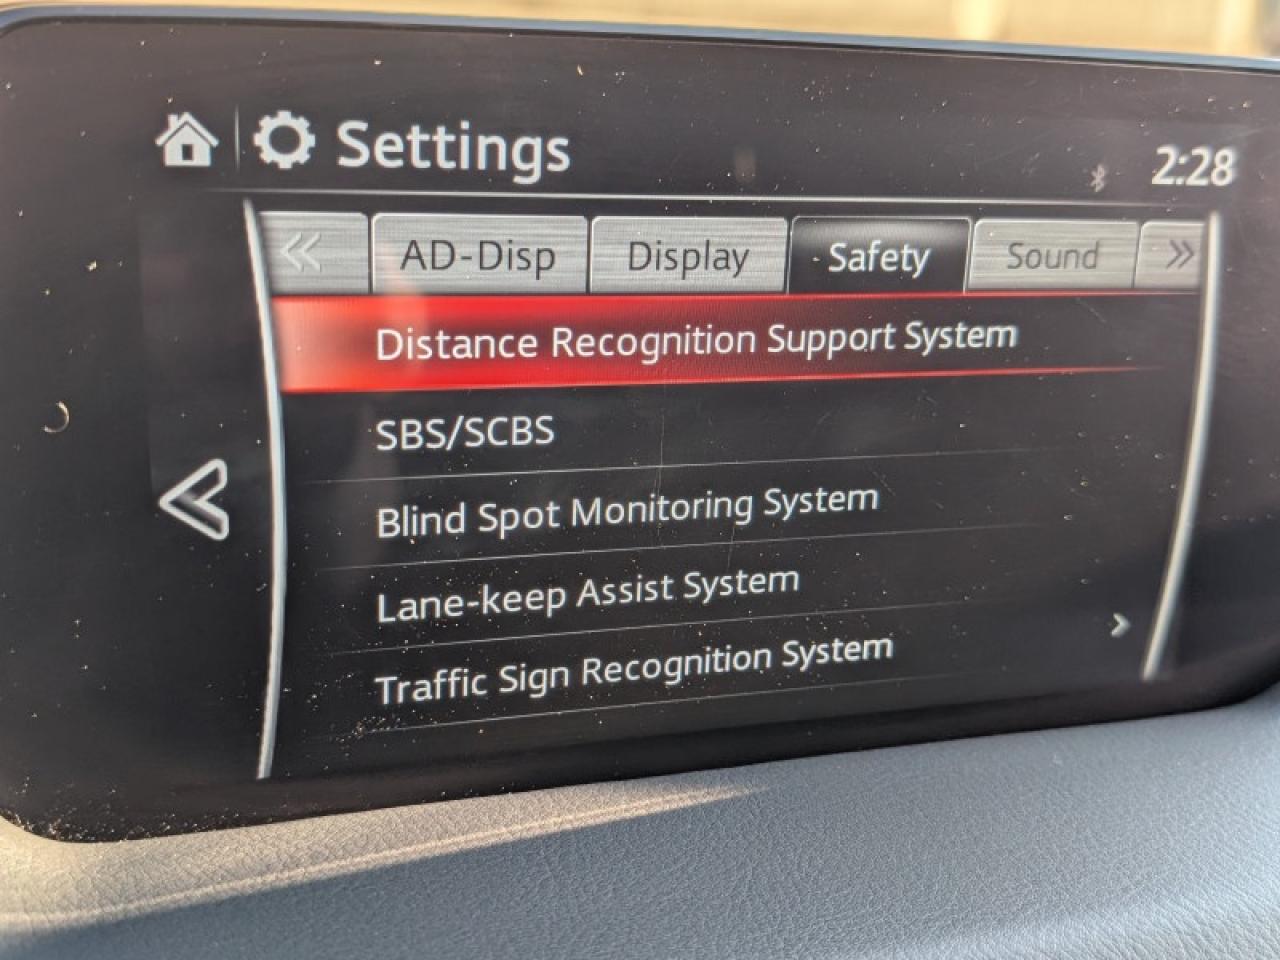 Settings
2:28
AD-Disp Display Safety Sound
Distance Recognition Support System
SBS/SCBS
Blind Spot Monitoring System
Lane-keep Assist System
Traffic Sign Recognition System